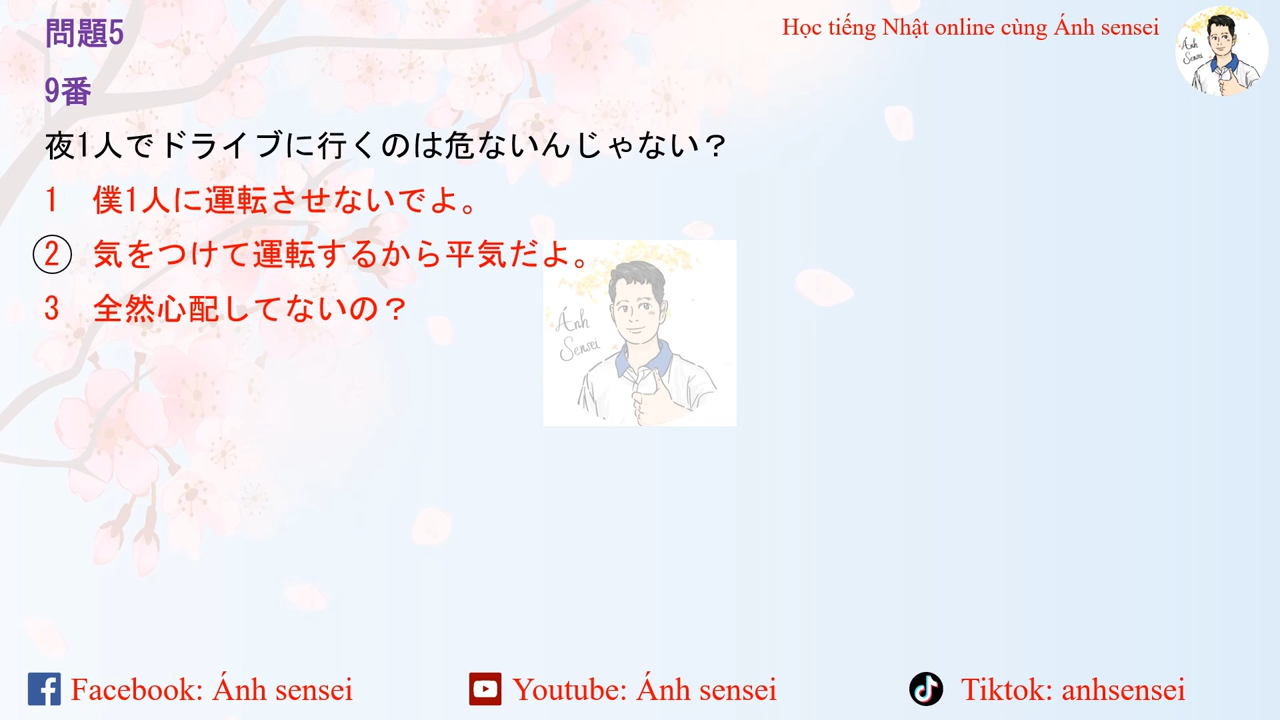 問題5
Học tiếng Nhật online cùng Ánh sensei
Ánh Sensei
9番
夜1人でドライブに行くのは危ないんじゃない？
1 僕1人に運転させないでよ。
2 気をつけて運転するから平気だよ。
3 全然心配してないの？
Ánh Sensei
Facebook: Ánh sensei
Youtube: Ánh sensei
Tiktok: anhsensei